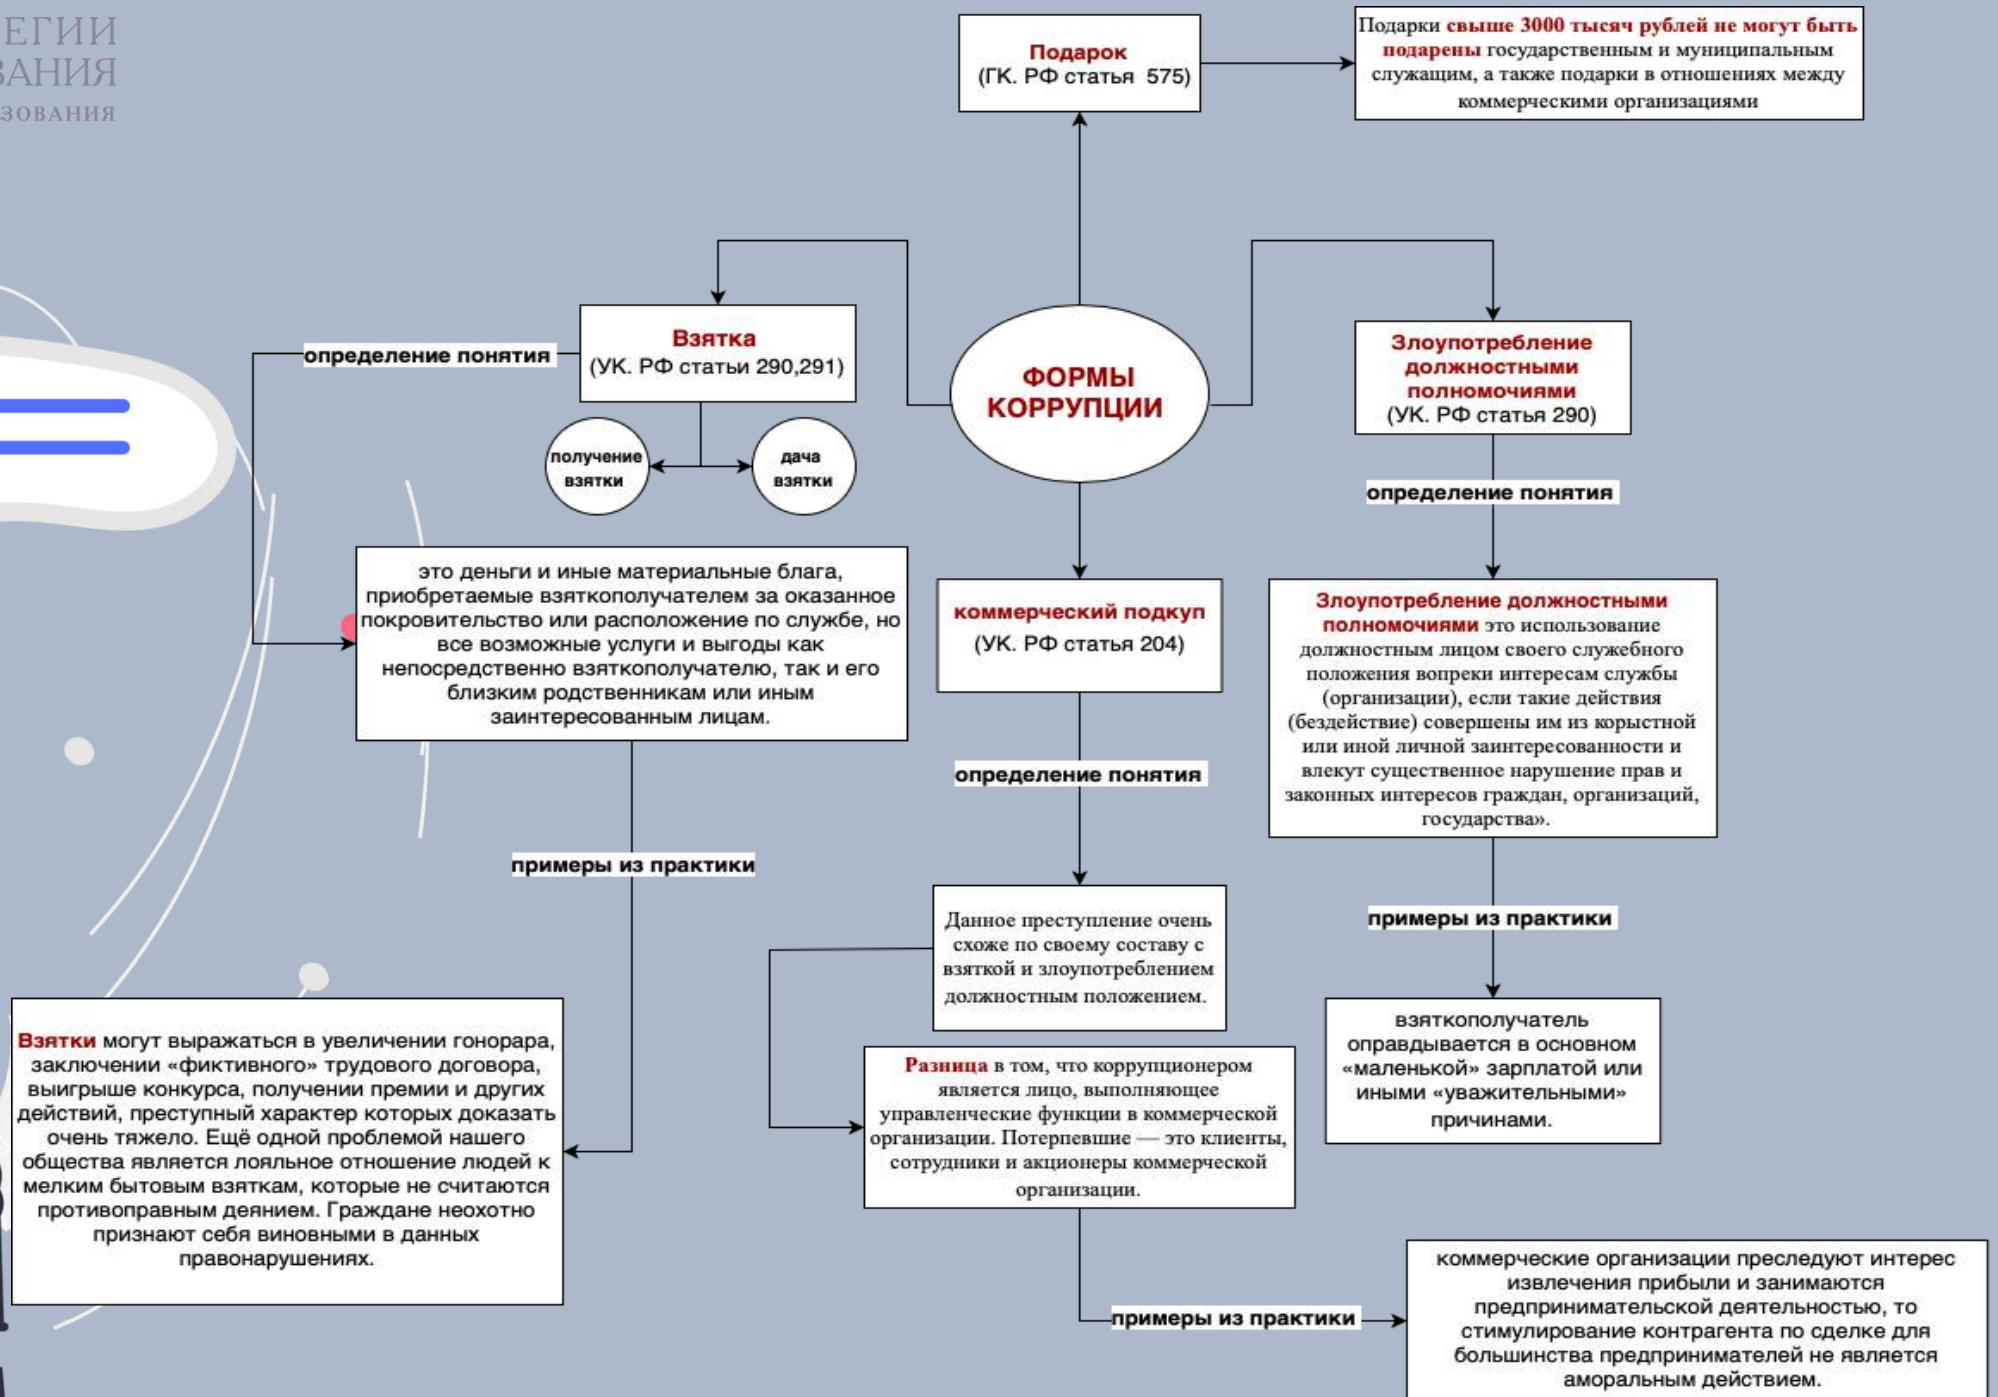 ЕГИИ
ВАНИЯ
ЗОВАНИЯ
Подарок
(ГК. РФ статья 575)
Подарки свыше 3000 тысяч рублей не могут быть
подарены государственным и муниципальным
служащим, а также подарки в отношениях между
коммерческими организациями
ФОРМЫ
КОРРУПЦИИ
Взятка
(УК. РФ статьи 290,291)
определение понятия
получение
взятки
дача
взятки
это деньги и иные материальные блага,
приобретаемые взяткополучателем за оказанное
покровительство или расположение по службе, но
все возможные услуги и выгоды как
непосредственно взяткополучателю, так и его
близким родственникам или иным
заинтересованным лицам.
примеры из практики
Взятки могут выражаться в увеличении гонорара,
заключении «фиктивного» трудового договора,
выигрыше конкурса, получении премии и других
действий, преступный характер которых доказать
очень тяжело. Ещё одной проблемой нашего
общества является лояльное отношение людей к
мелким бытовым взяткам, которые не считаются
противоправным деянием. Граждане неохотно
признают себя виновными в данных
правонарушениях.
коммерческий подкуп
(УК. РФ статья 204)
определение понятия
Данное преступление очень
схоже по своему составу с
взяткой и злоупотреблением
должностным положением.
Разница в том, что коррупционером
является лицо, выполняющее
управленческие функции в коммерческой
организации. Потерпевшие — это клиенты,
сотрудники и акционеры коммерческой
организации.
примеры из практики
коммерческие организации преследуют интерес
извлечения прибыли и занимаются
предпринимательской деятельностью, то
стимулирование контрагента по сделке для
большинства предпринимателей не является
аморальным действием.
Злоупотребление
должностными
полномочиями
(УК. РФ статья 290)
определение понятия
Злоупотребление должностными
полномочиями это использование
должностным лицом своего служебного
положения вопреки интересам службы
(организации), если такие действия
(бездействие) совершены им из корыстной
или иной личной заинтересованности и
влекут существенное нарушение прав и
законных интересов граждан, организаций,
государства».
примеры из практики
взяткополучатель
оправдывается в основном
«маленькой» зарплатой или
иными «уважительными»
причинами.